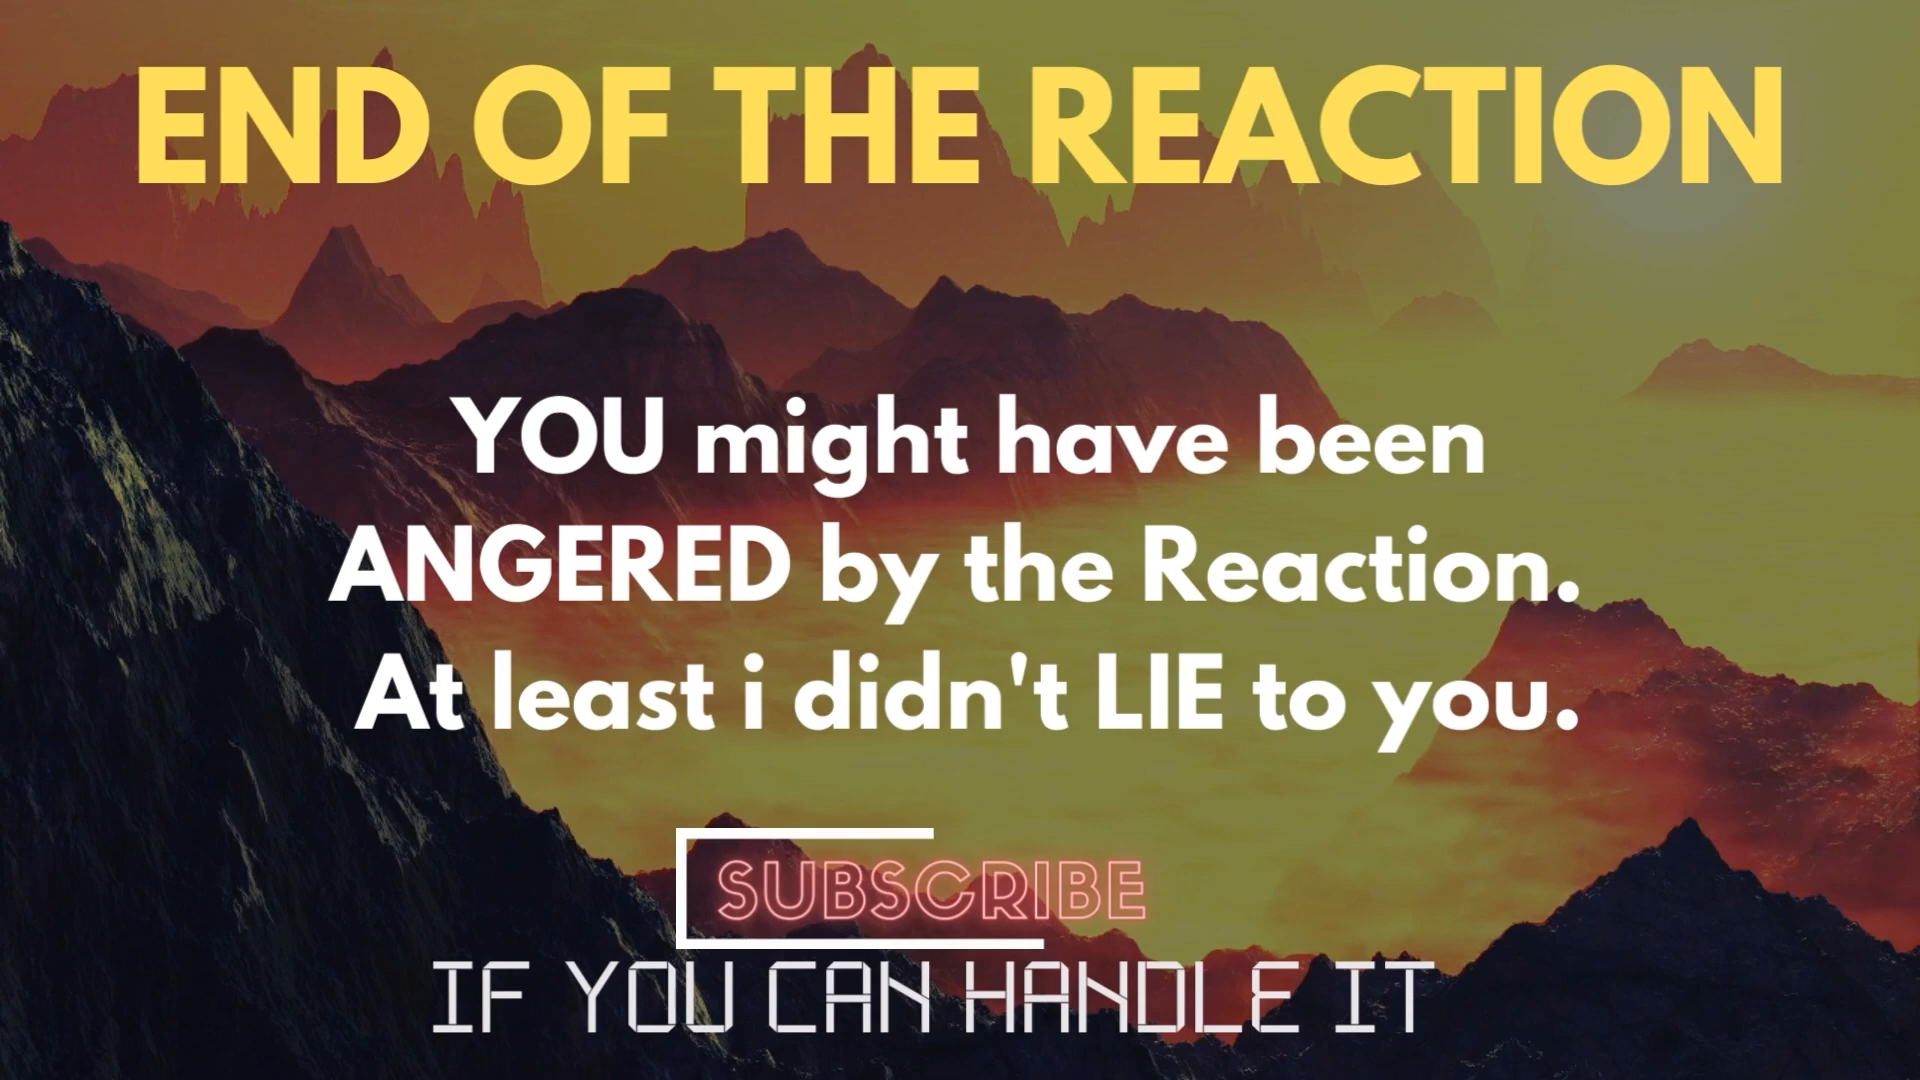 END OF THE REACTION
YOU might have been
ANGERED by the Reaction.
At least i didn't LIE to you.
SUBSCRIBE
IF YOU CAN HANDLE IT